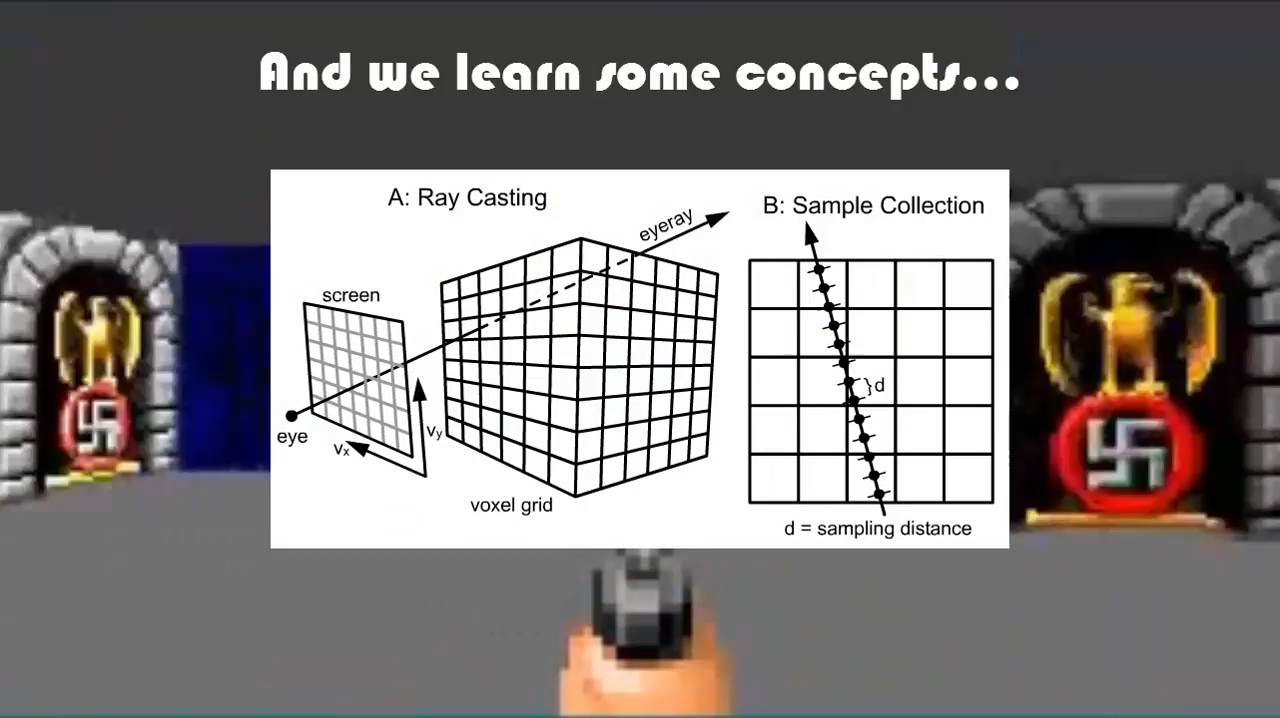 And we learn some concepts...
A: Ray Casting
B: Sample Collection
eyeray
screen
}d
eye
vx
vy
voxel grid
d = sampling distance